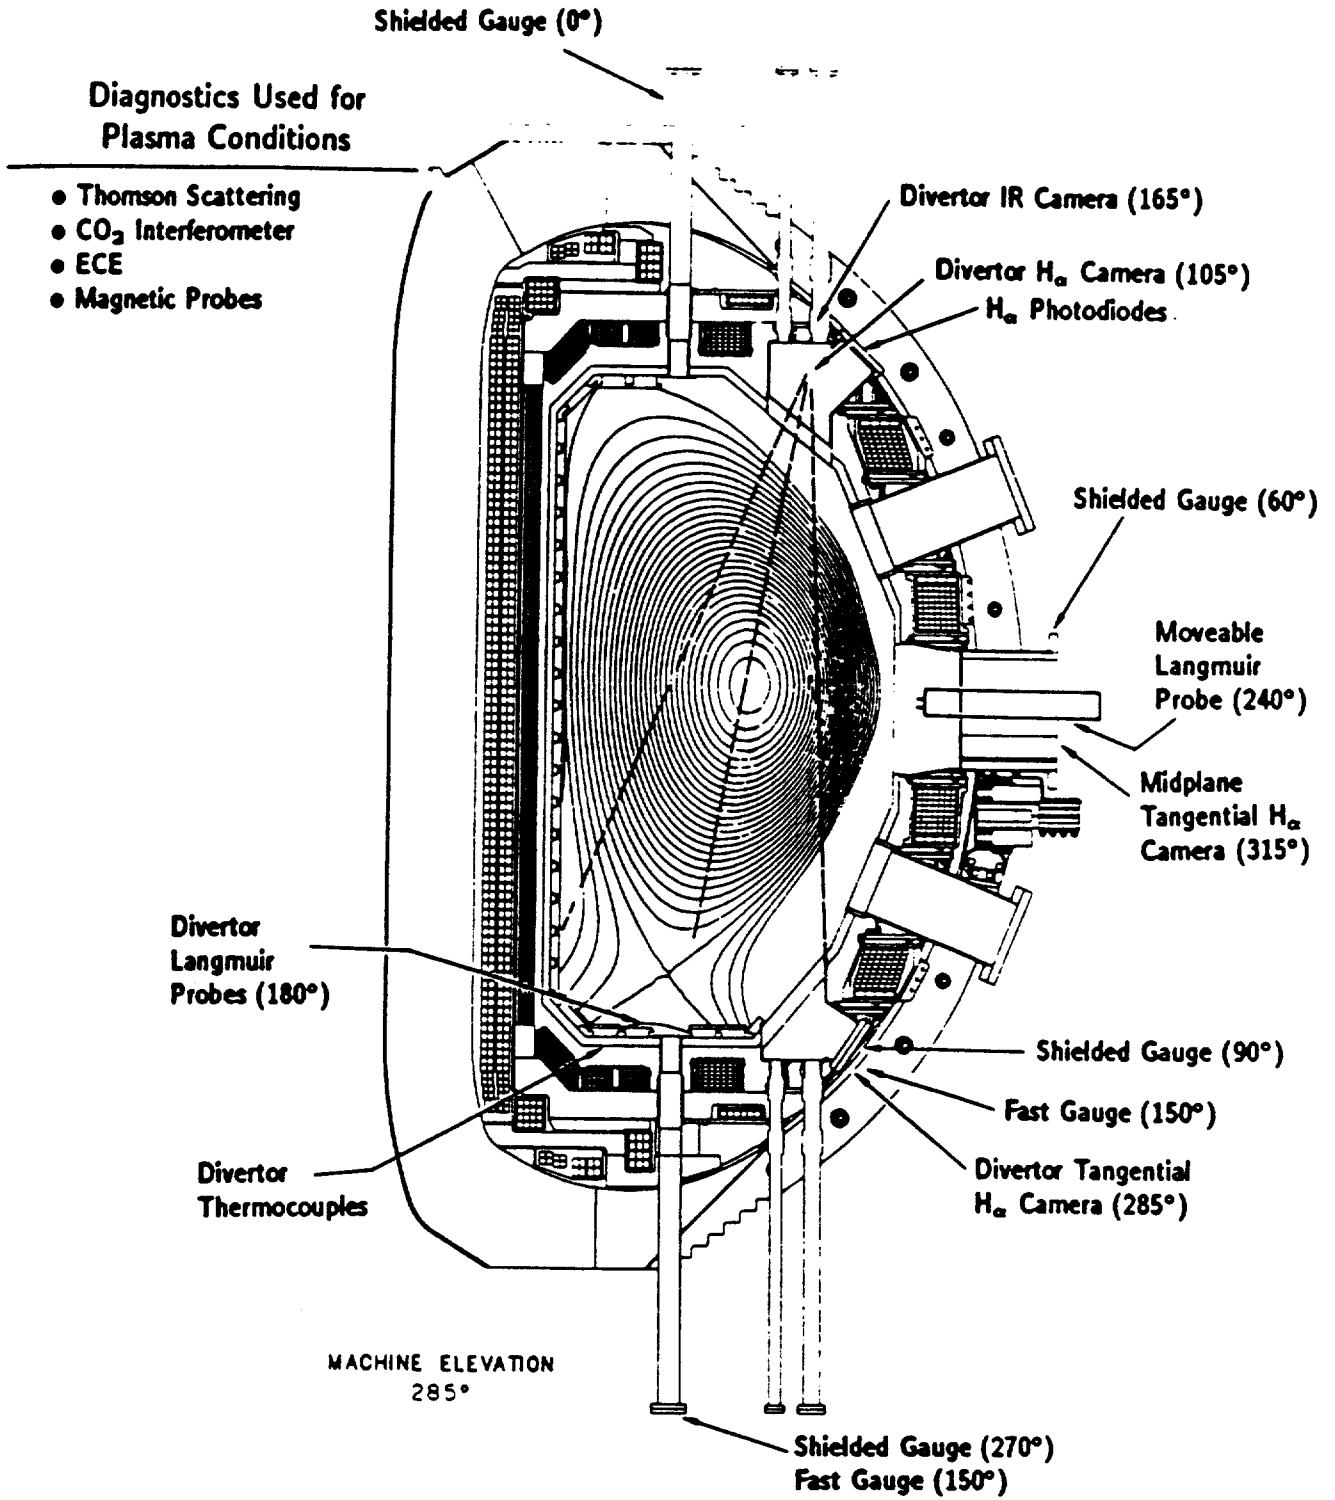 Shielded Gauge (0°)
Diagnostics Used for
Plasma Conditions
● Thomson Scattering
● CO₂ Interferometer
● ECE
● Magnetic Probes
Divertor IR Camera (165°)
Divertor Hα Camera (105°)
Hα Photodiodes
Shielded Gauge (60°)
Moveable
Langmuir
Probe (240°)
Midplane
Tangential Hα
Camera (315°)
Divertor
Langmuir
Probes (180°)
Shielded Gauge (90°)
Fast Gauge (150°)
Divertor Tangential
Hα Camera (285°)
Divertor
Thermocouples
MACHINE ELEVATION
285°
Shielded Gauge (270°)
Fast Gauge (150°)